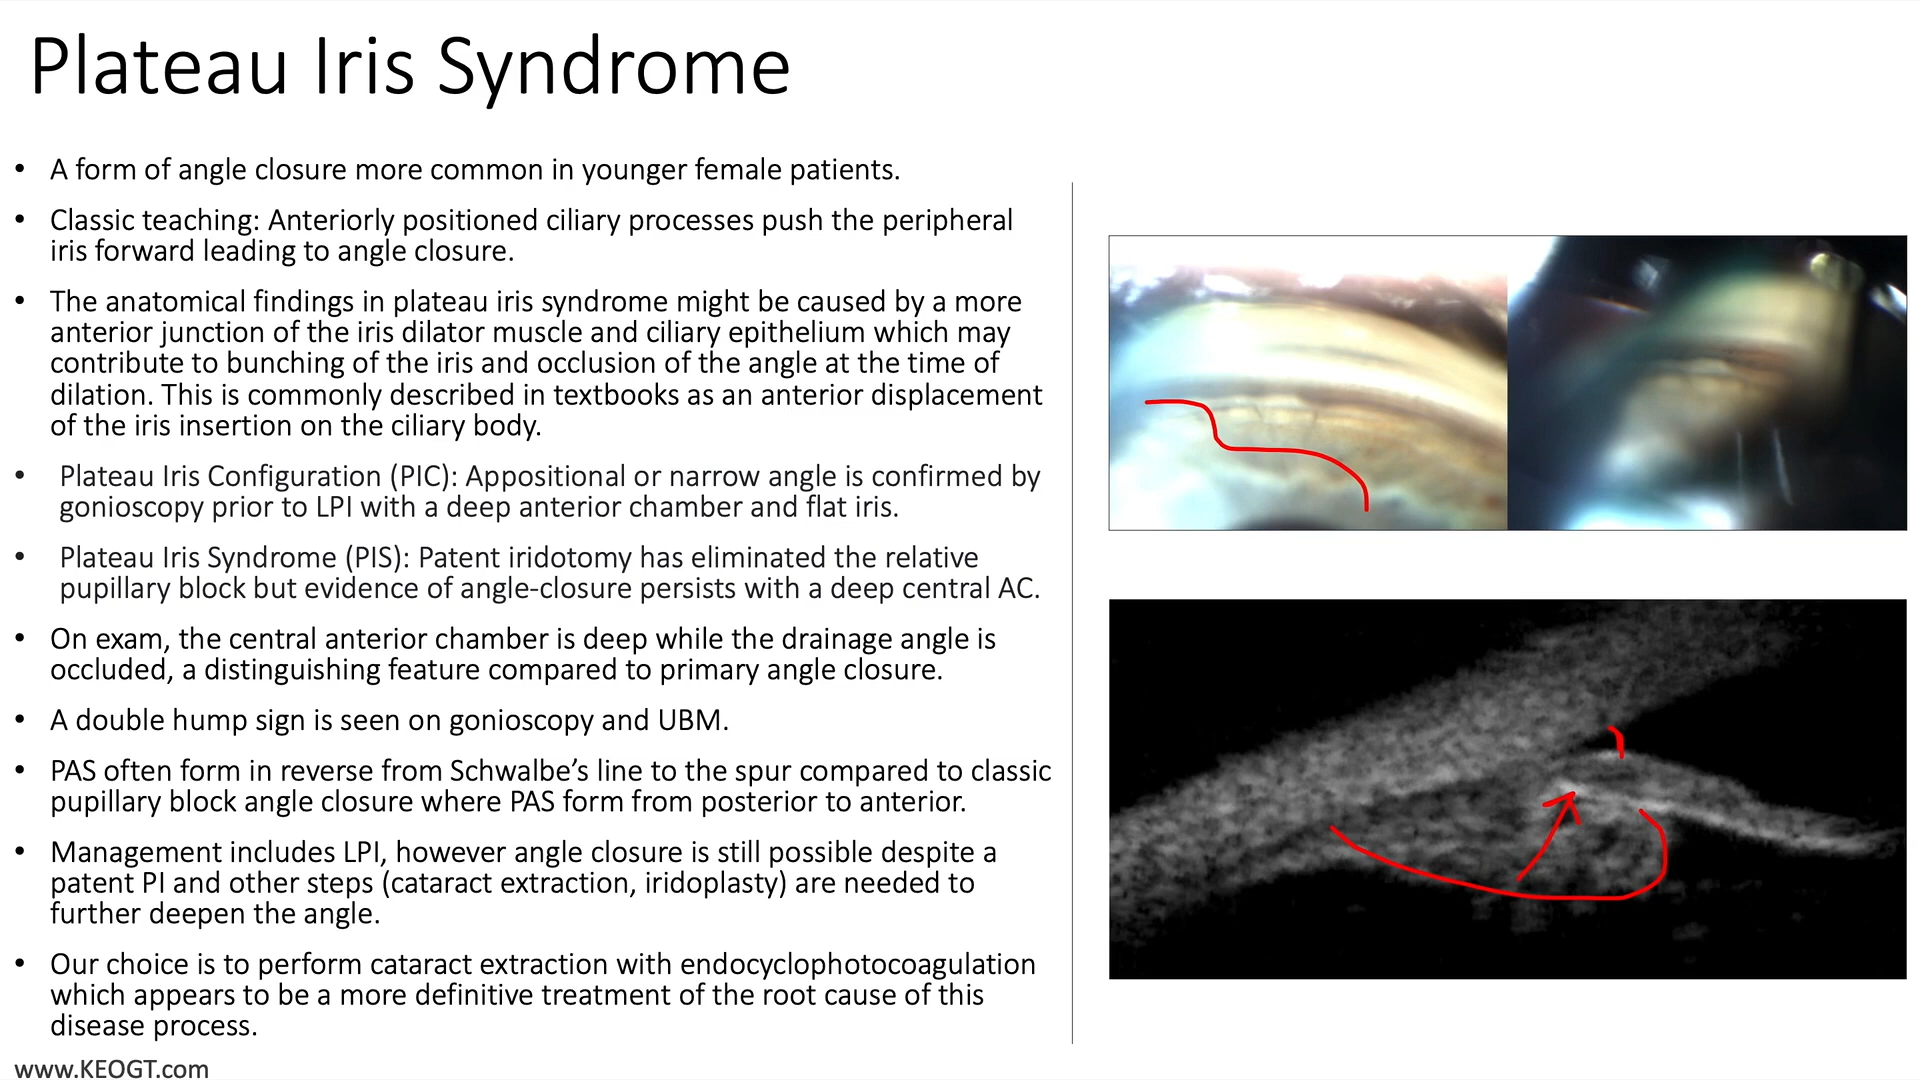 Plateau Iris Syndrome
• A form of angle closure more common in younger female patients.
• Classic teaching: Anteriorly positioned ciliary processes push the peripheral
iris forward leading to angle closure.
• The anatomical findings in plateau iris syndrome might be caused by a more
anterior junction of the iris dilator muscle and ciliary epithelium which may
contribute to bunching of the iris and occlusion of the angle at the time of
dilation. This is commonly described in textbooks as an anterior displacement
of the iris insertion on the ciliary body.
• Plateau Iris Configuration (PIC): Appositional or narrow angle is confirmed by
gonioscopy prior to LPI with a deep anterior chamber and flat iris.
• Plateau Iris Syndrome (PIS): Patent iridotomy has eliminated the relative
pupillary block but evidence of angle-closure persists with a deep central AC.
• On exam, the central anterior chamber is deep while the drainage angle is
occluded, a distinguishing feature compared to primary angle closure.
• A double hump sign is seen on gonioscopy and UBM.
• PAS often form in reverse from Schwalbe’s line to the spur compared to classic
pupillary block angle closure where PAS form from posterior to anterior.
• Management includes LPI, however angle closure is still possible despite a
patent PI and other steps (cataract extraction, iridoplasty) are needed to
further deepen the angle.
• Our choice is to perform cataract extraction with endocyclophotocoagulation
which appears to be a more definitive treatment of the root cause of this
disease process.
www.KEOGT.com